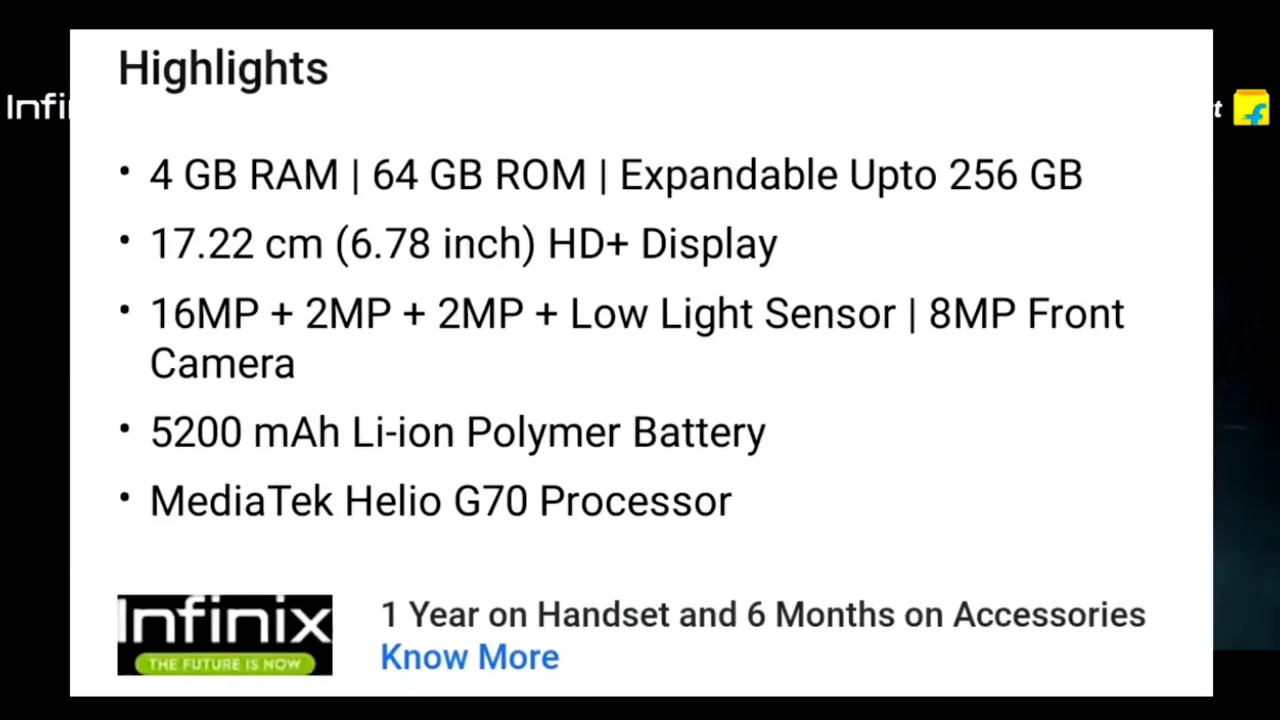 Highlights
Infi
t
• 4 GB RAM | 64 GB ROM | Expandable Upto 256 GB
• 17.22 cm (6.78 inch) HD+ Display
• 16MP + 2MP + 2MP + Low Light Sensor | 8MP Front
Camera
• 5200 mAh Li-ion Polymer Battery
• MediaTek Helio G70 Processor
Infinix
THE FUTURE IS NOW
1 Year on Handset and 6 Months on Accessories
Know More